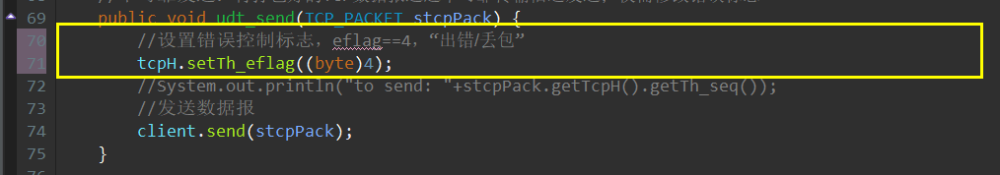 69 public void udt_send(TCP_PACKET stcpPack) {
70 //设置错误控制标志，eflag==4，“出错/丢包”
71 tcpH.setTh_eflag((byte)4);
72 //System.out.println("to send: "+stcpPack.getTcpH().getTh_seq());
73 //发送数据报
74 client.send(stcpPack);
75 }